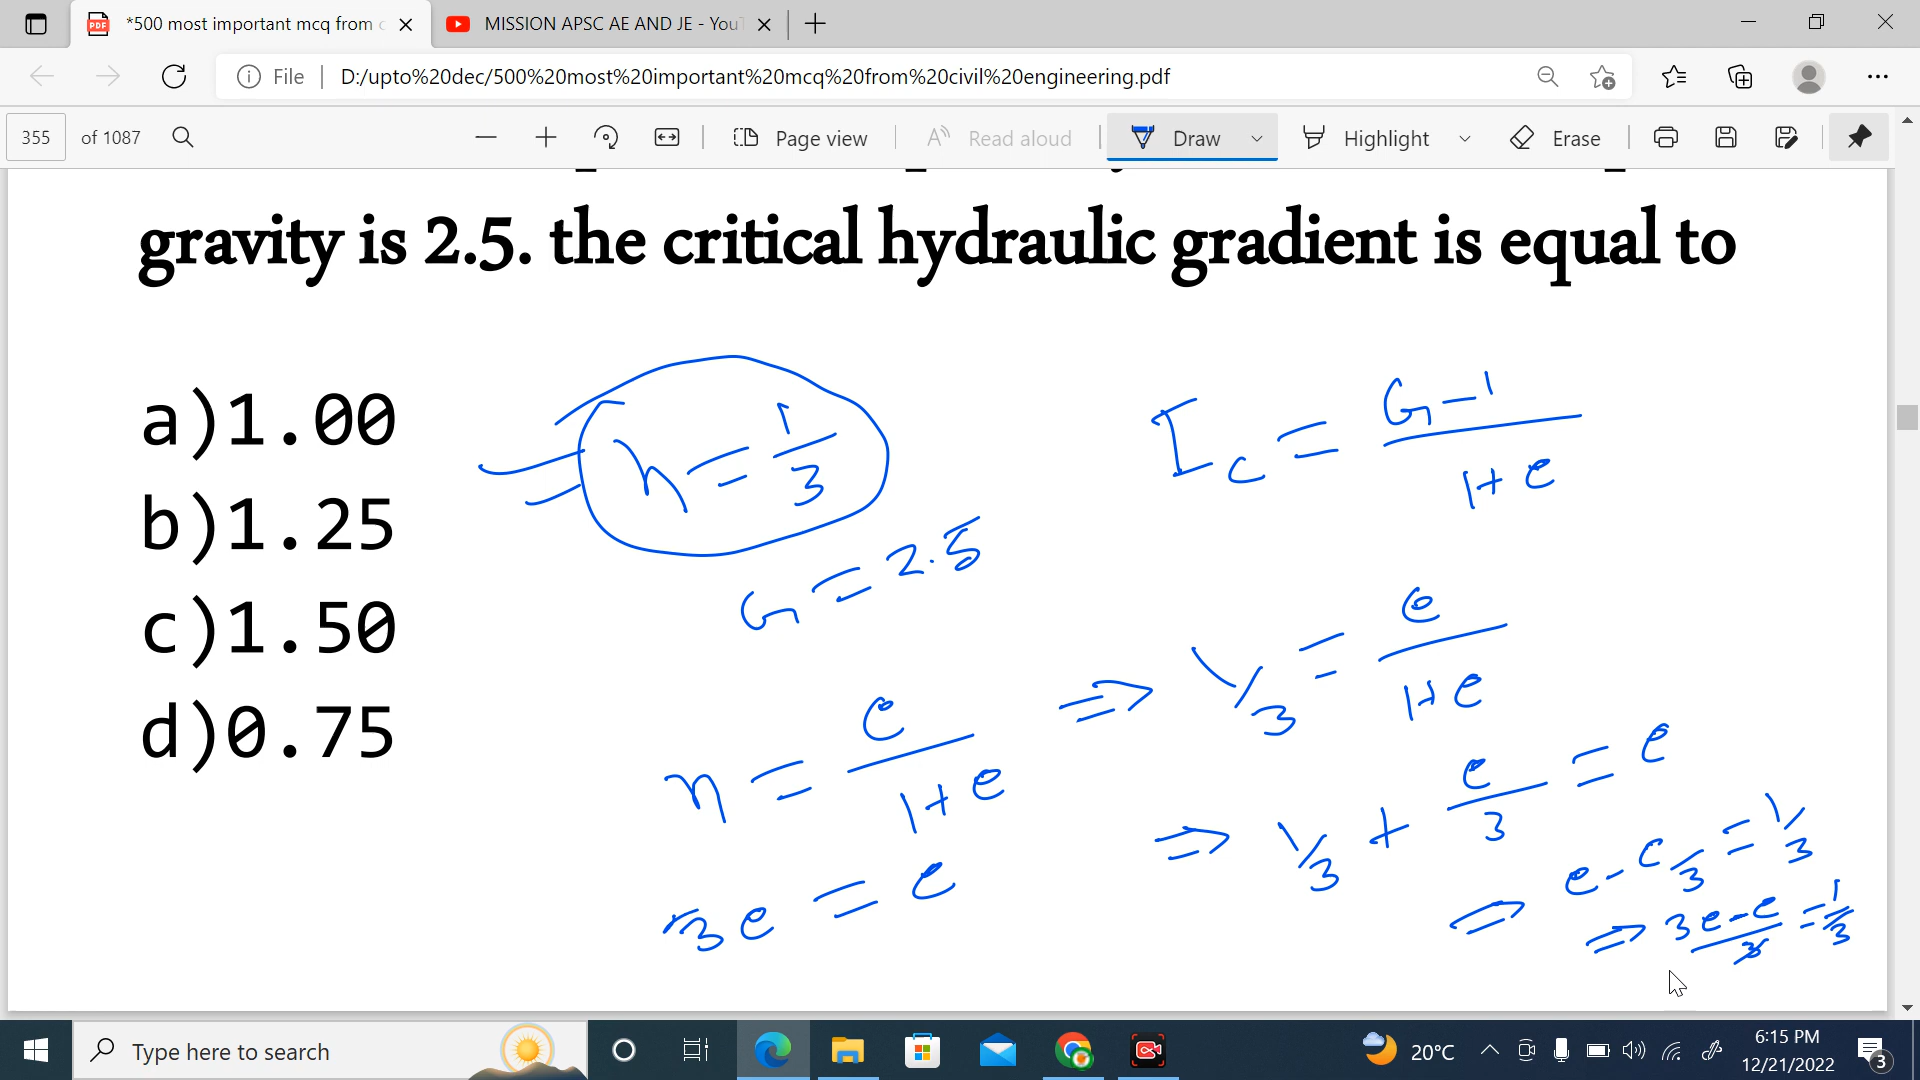 *500 most important mcq from c
MISSION APSC AE AND JE - YouT
File
D:/upto%20dec/500%20most%20important%20mcq%20from%20civil%20engineering.pdf
355 of 1087
Page view
Read aloud
Draw
Highlight
Erase
gravity is 2.5. the critical hydraulic gradient is equal to
a)1.00
b)1.25
c)1.50
d)0.75
n = 1/3
I c = G-1 / 1+e
G = 2.5
n = e / 1+e
⇒ 1/3 = e / 1+e
⇒ 1/3 + e/3 = e
3e = e
⇒ e - e/3 = 1/3
⇒ 3e-e / 3 = 1/3
Type here to search
20°C
6:15 PM
12/21/2022
3